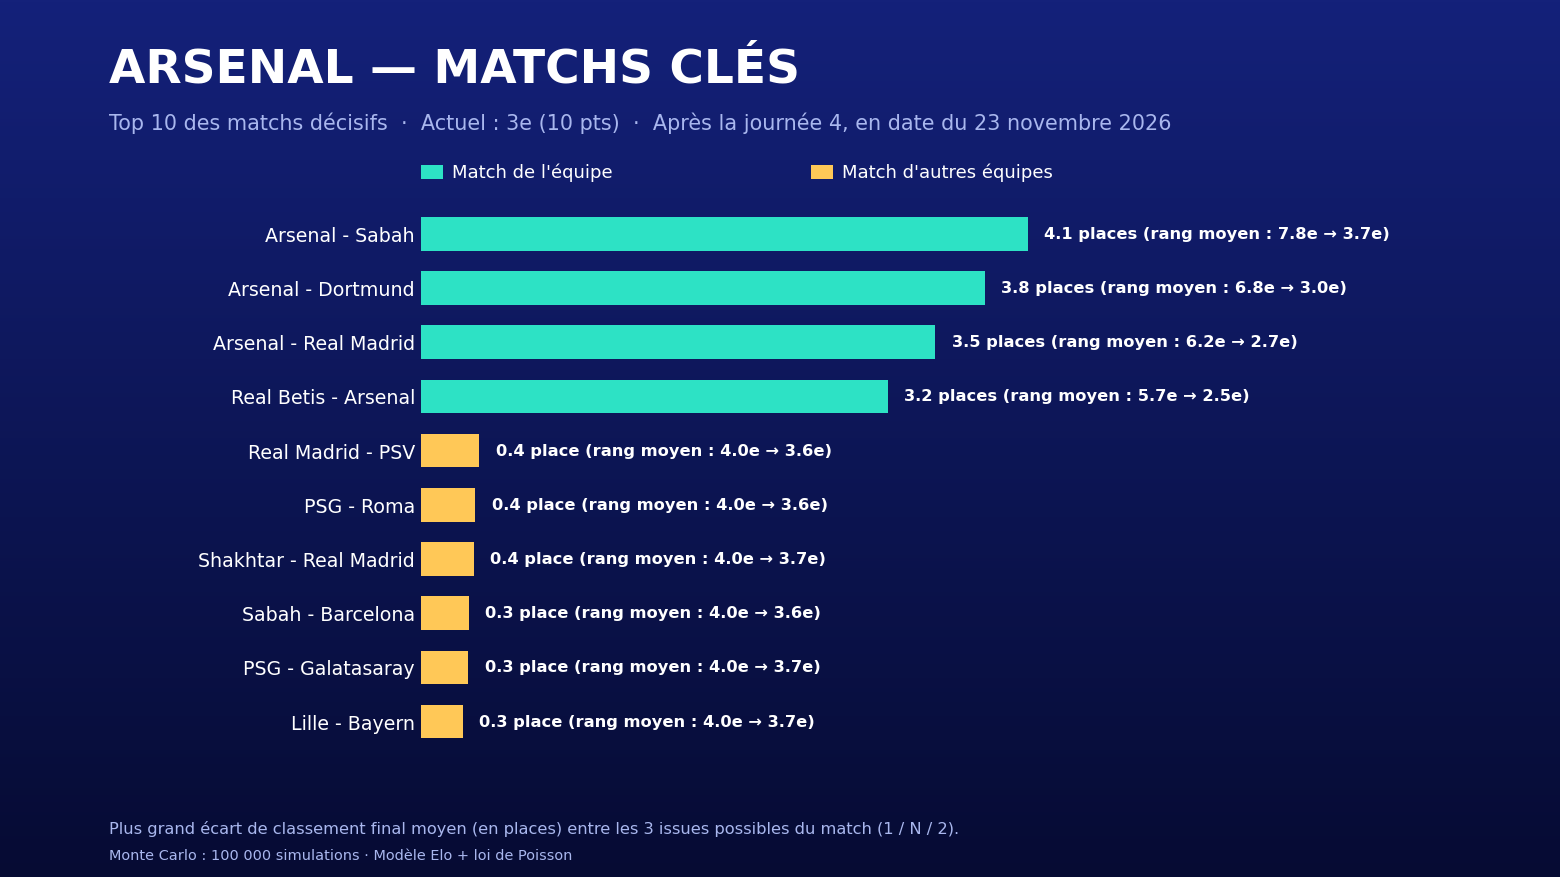 ARSENAL — MATCHS CLÉS
Top 10 des matchs décisifs · Actuel : 3e (10 pts) · Après la journée 4, en date du 23 novembre 2026
Match de l'équipe
Match d'autres équipes
Arsenal - Sabah 4.1 places (rang moyen : 7.8e → 3.7e)
Arsenal - Dortmund 3.8 places (rang moyen : 6.8e → 3.0e)
Arsenal - Real Madrid 3.5 places (rang moyen : 6.2e → 2.7e)
Real Betis - Arsenal 3.2 places (rang moyen : 5.7e → 2.5e)
Real Madrid - PSV 0.4 place (rang moyen : 4.0e → 3.6e)
PSG - Roma 0.4 place (rang moyen : 4.0e → 3.6e)
Shakhtar - Real Madrid 0.4 place (rang moyen : 4.0e → 3.7e)
Sabah - Barcelona 0.3 place (rang moyen : 4.0e → 3.6e)
PSG - Galatasaray 0.3 place (rang moyen : 4.0e → 3.7e)
Lille - Bayern 0.3 place (rang moyen : 4.0e → 3.7e)
Plus grand écart de classement final moyen (en places) entre les 3 issues possibles du match (1 / N / 2).
Monte Carlo : 100 000 simulations · Modèle Elo + loi de Poisson